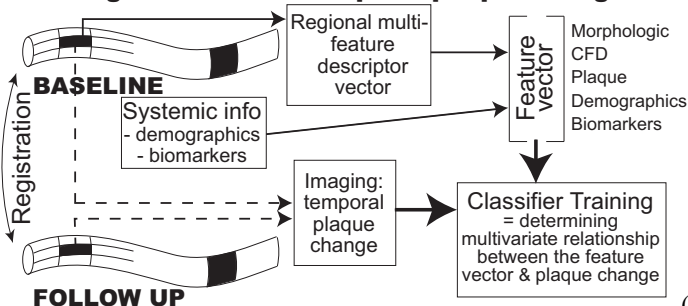 Regional multi-
feature
descriptor
vector
Feature
vector
Morphologic
CFD
Plaque
Demographics
Biomarkers
BASELINE
Systemic info
- demographics
- biomarkers
Registration
Imaging:
temporal
plaque
change
Classifier Training
= determining
multivariate relationship
between the feature
vector & plaque change
FOLLOW UP